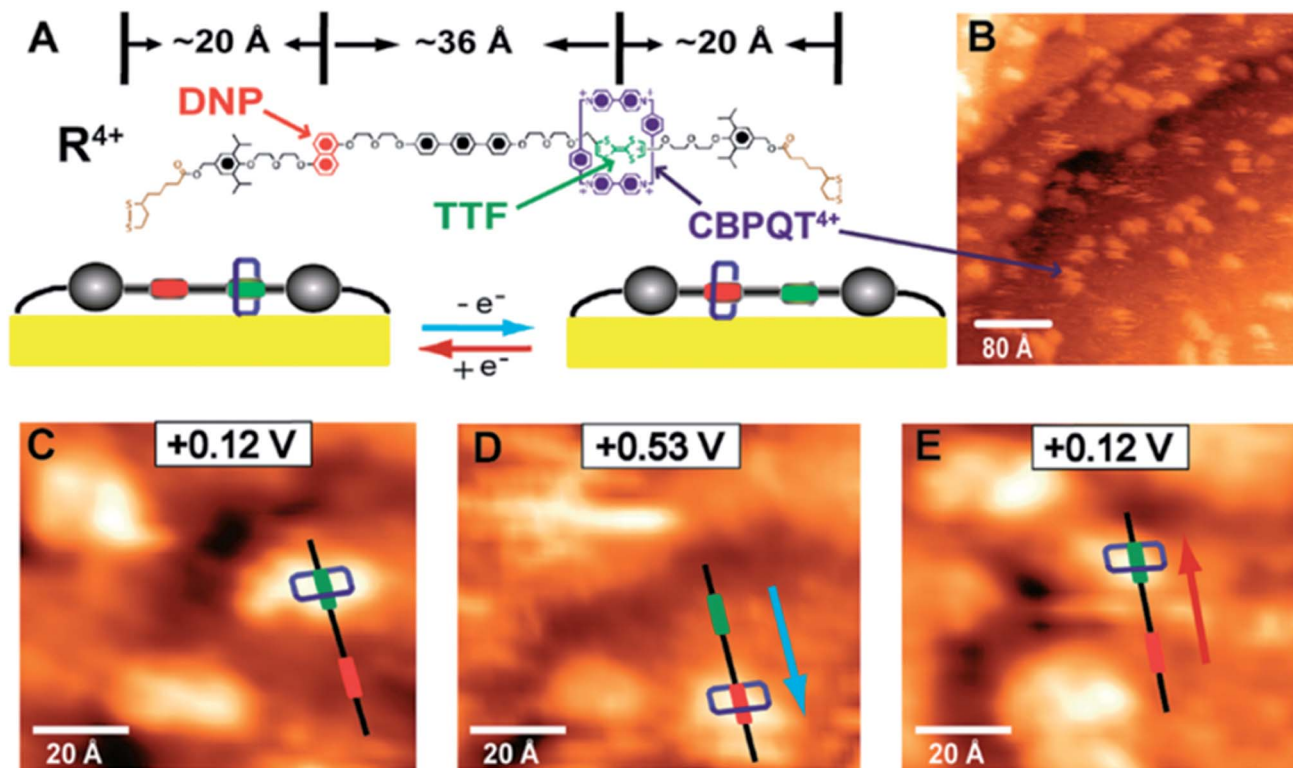 A
~20 Å
~36 Å
~20 Å
B
DNP
R4+
TTF
CBPQT4+
- e-
+ e-
80 Å
C
+0.12 V
20 Å
D
+0.53 V
20 Å
E
+0.12 V
20 Å